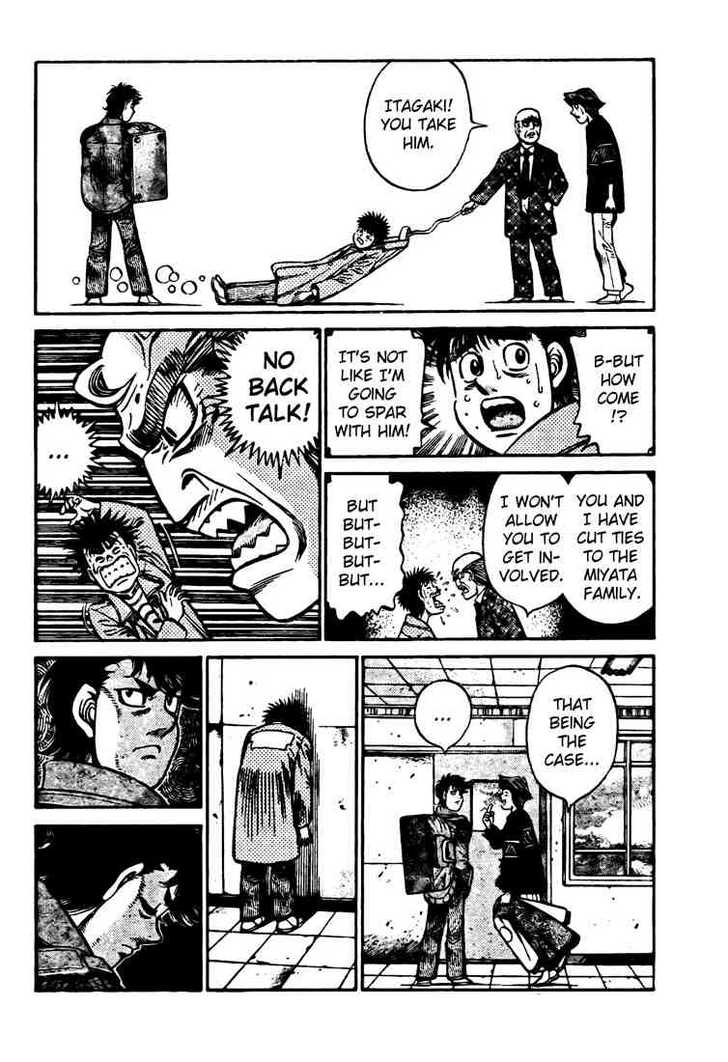 ITAGAKI!
YOU TAKE
HIM.
B-BUT
HOW
COME
!?
IT'S NOT
LIKE I'M
GOING
TO SPAR
WITH HIM!
NO
BACK
TALK!
...
YOU AND
I HAVE
CUT TIES
TO THE
MIYATA
FAMILY.
I WON'T
ALLOW
YOU TO
GET IN-
VOLVED.
BUT
BUT-
BUT-
BUT-
BUT...
THAT
BEING
THE
CASE...
...